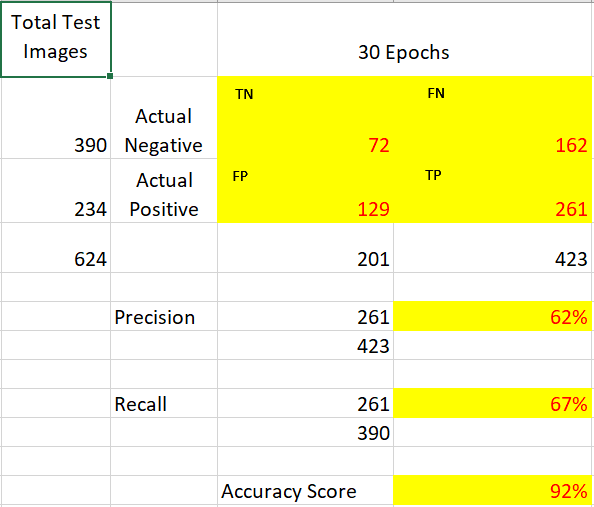 Total Test
Images
30 Epochs
TN
FN
390
Actual
Negative
72
162
FP
TP
234
Actual
Positive
129
261
624
201
423
Precision
261
62%
423
Recall
261
67%
390
Accuracy Score
92%